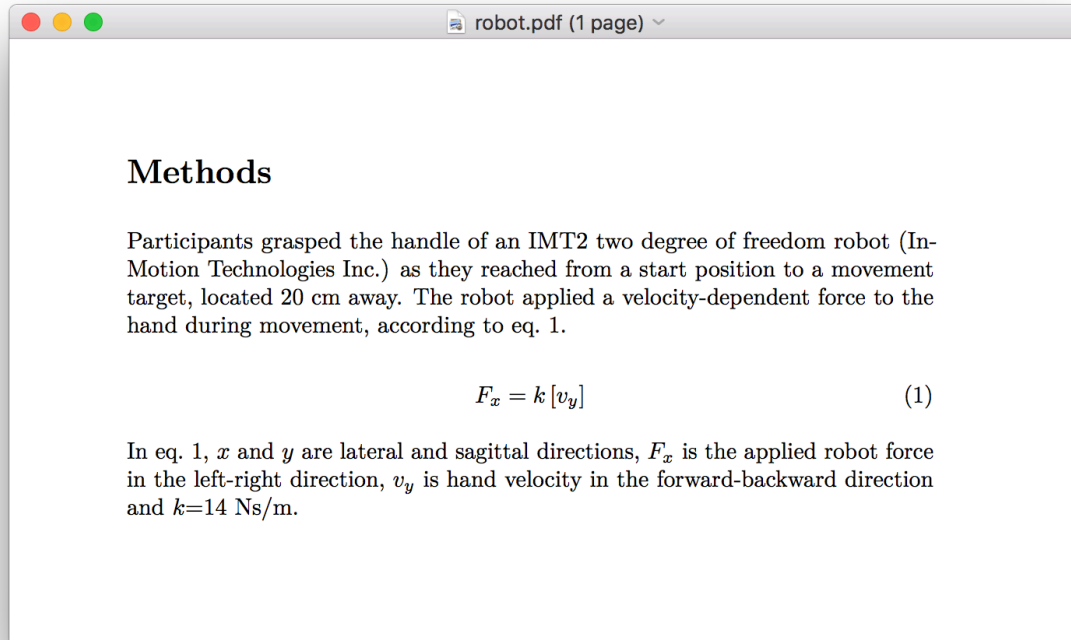 robot.pdf (1 page)
Methods
Participants grasped the handle of an IMT2 two degree of freedom robot (In-
Motion Technologies Inc.) as they reached from a start position to a movement
target, located 20 cm away. The robot applied a velocity-dependent force to the
hand during movement, according to eq. 1.
F_x = k [v_y] (1)
In eq. 1, x and y are lateral and sagittal directions, F_x is the applied robot force
in the left-right direction, v_y is hand velocity in the forward-backward direction
and k=14 Ns/m.